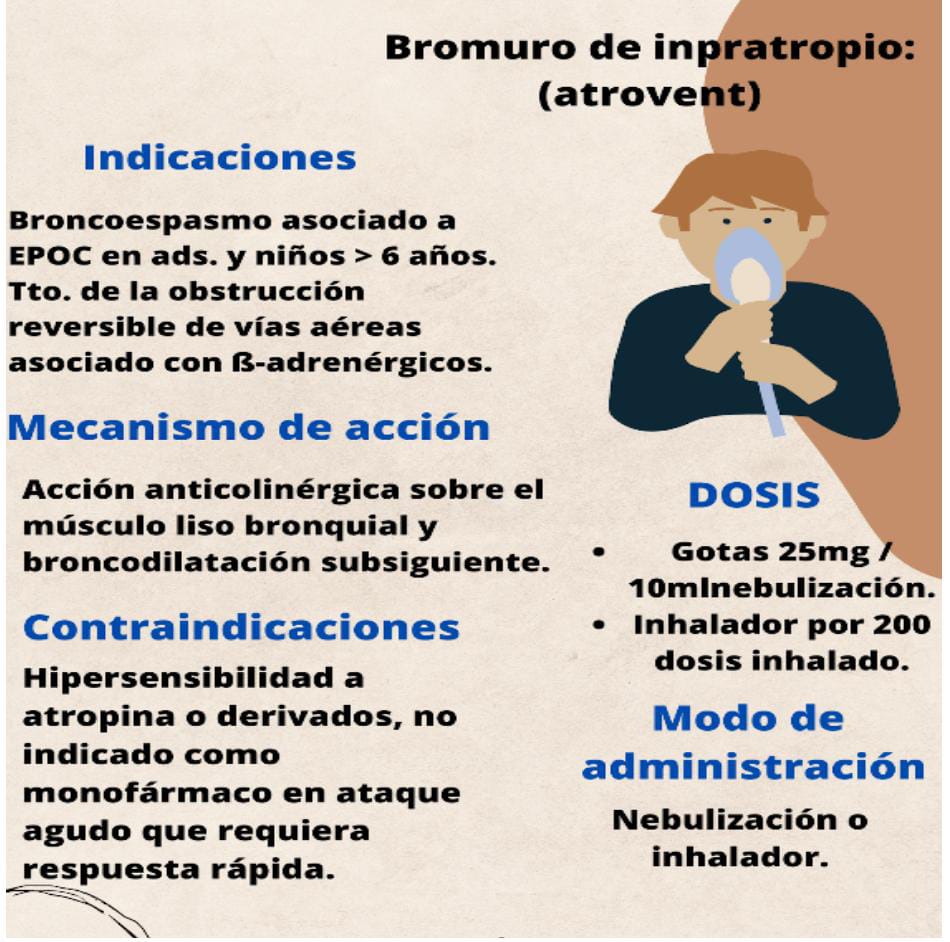 Bromuro de inpratropio:
(atrovent)
Indicaciones
Broncoespasmo asociado a
EPOC en ads. y niños > 6 años.
Tto. de la obstrucción
reversible de vías aéreas
asociado con ß-adrenérgicos.
Mecanismo de acción
Acción anticolinérgica sobre el
músculo liso bronquial y
broncodilatación subsiguiente.
Contraindicaciones
Hipersensibilidad a
atropina o derivados, no
indicado como
monofármaco en ataque
agudo que requiera
respuesta rápida.
DOSIS
• Gotas 25mg /
10mlnebulización.
• Inhalador por 200
dosis inhalado.
Modo de
administración
Nebulización o
inhalador.